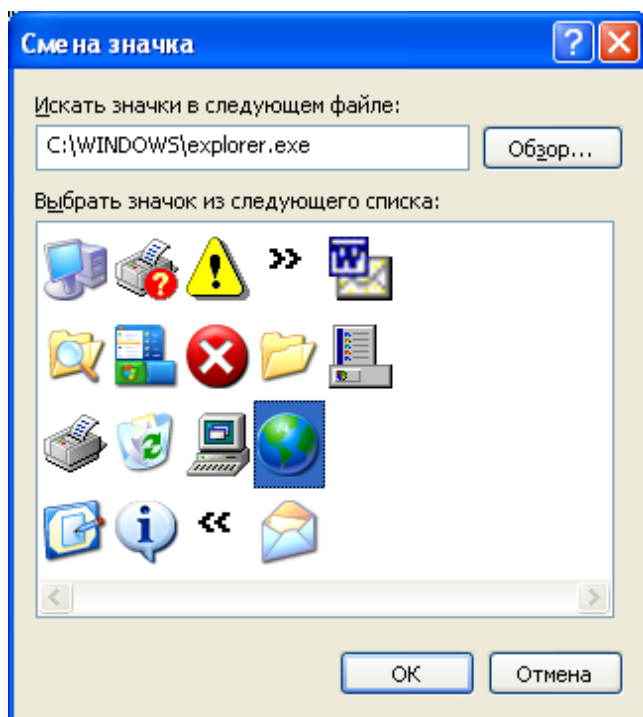 Смена значка
Искать значки в следующем файле:
C:\WINDOWS\explorer.exe
Обзор...
Выбрать значок из следующего списка:
OK
Отмена